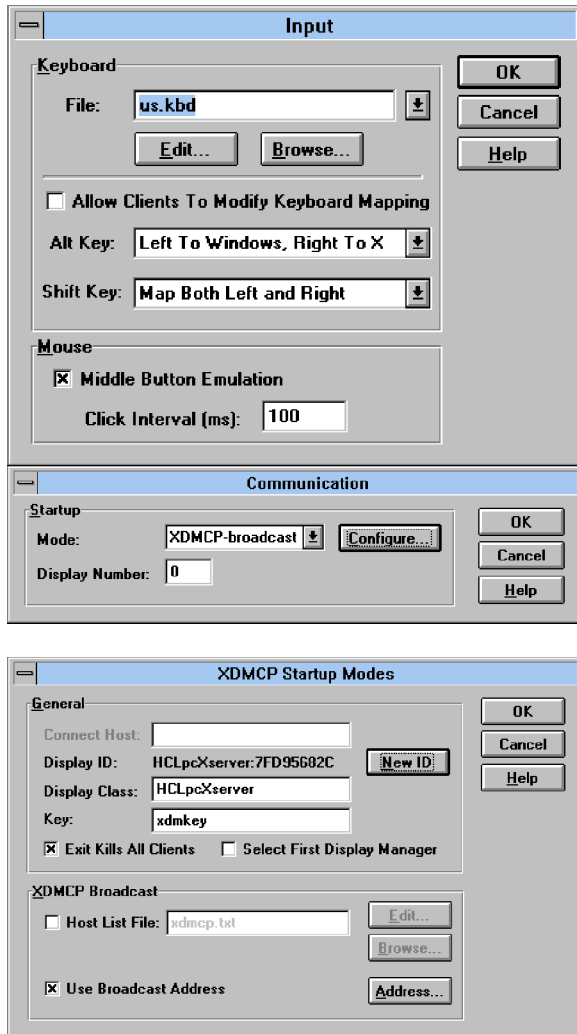 Input
Keyboard
File: us.kbd
Edit... Browse...
Allow Clients To Modify Keyboard Mapping
Alt Key: Left To Windows, Right To X
Shift Key: Map Both Left and Right
Mouse
Middle Button Emulation
Click Interval (ms): 100
OK
Cancel
Help
Communication
Startup
Mode: XDMCP-broadcast Configure...
Display Number: 0
OK
Cancel
Help
XDMCP Startup Modes
General
Connect Host:
Display ID: HCLpcXserver:7FD95682C New ID
Display Class: HCLpcXserver
Key: xdmkey
Exit Kills All Clients Select First Display Manager
OK
Cancel
Help
XDMCP Broadcast
Host List File: xdmcp.txt Edit...
Browse...
Use Broadcast Address Address...